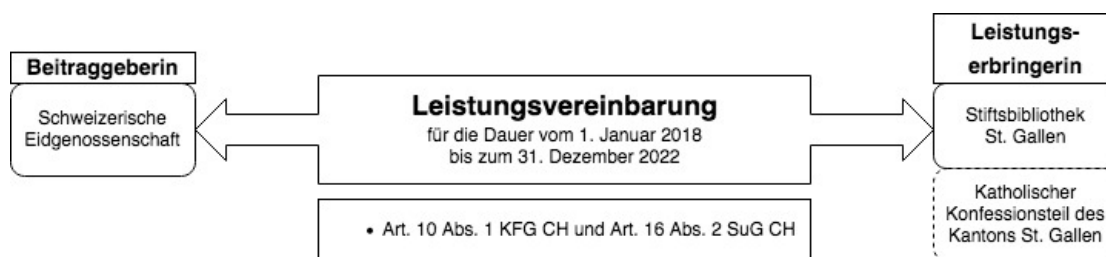 Beitraggeberin
Schweizerische
Eidgenossenschaft
Leistungsvereinbarung
für die Dauer vom 1. Januar 2018
bis zum 31. Dezember 2022
• Art. 10 Abs. 1 KFG CH und Art. 16 Abs. 2 SuG CH
Leistungs-
erbringerin
Stiftsbibliothek
St. Gallen
Katholischer
Konfessionsteil des
Kantons St. Gallen